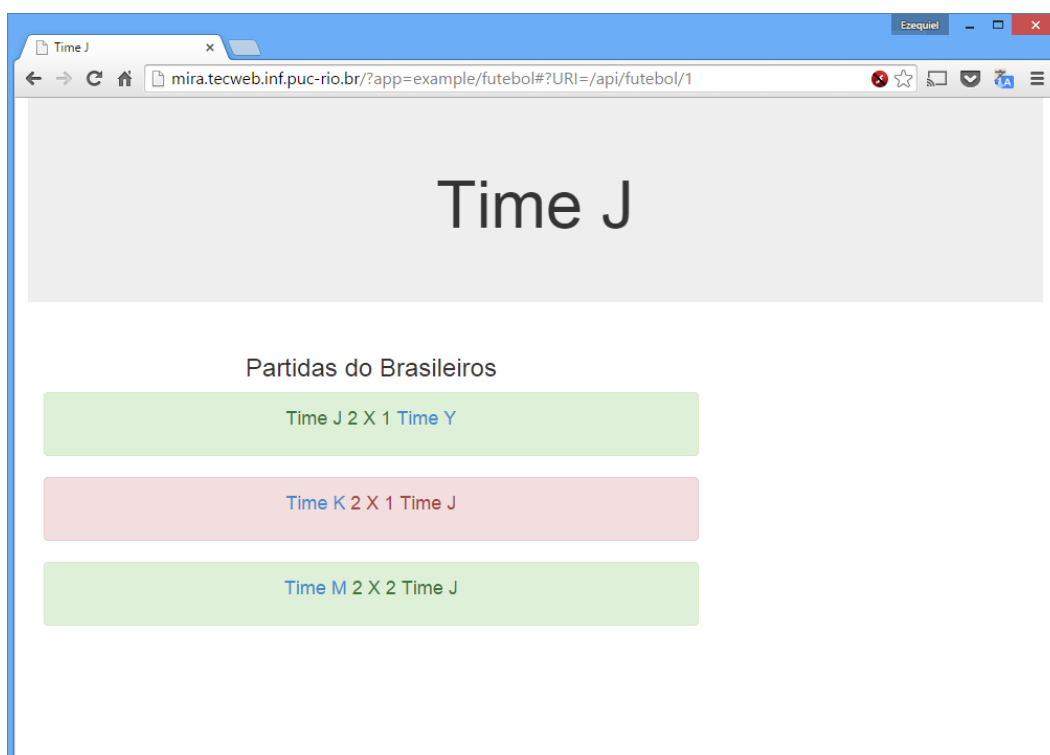 Ezequiel
Time J
mira.tecweb.inf.puc-rio.br/?app=example/futebol#?URI=/api/futebol/1
Time J
Partidas do Brasileiros
Time J 2 X 1 Time Y
Time K 2 X 1 Time J
Time M 2 X 2 Time J